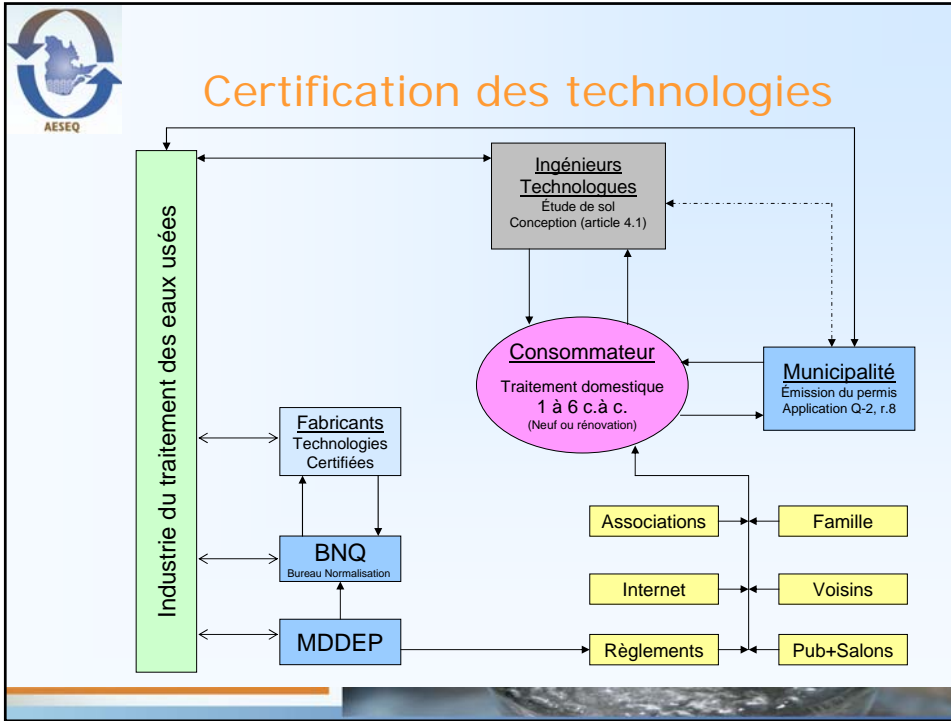 AESEQ
Certification des technologies
Industrie du traitement des eaux usées
Ingénieurs
Technologues
Étude de sol
Conception (article 4.1)
Consommateur
Traitement domestique
1 à 6 c.à c.
(Neuf ou rénovation)
Municipalité
Émission du permis
Application Q-2, r.8
Fabricants
Technologies
Certifiées
BNQ
Bureau Normalisation
MDDEP
Associations
Famille
Internet
Voisins
Règlements
Pub+Salons